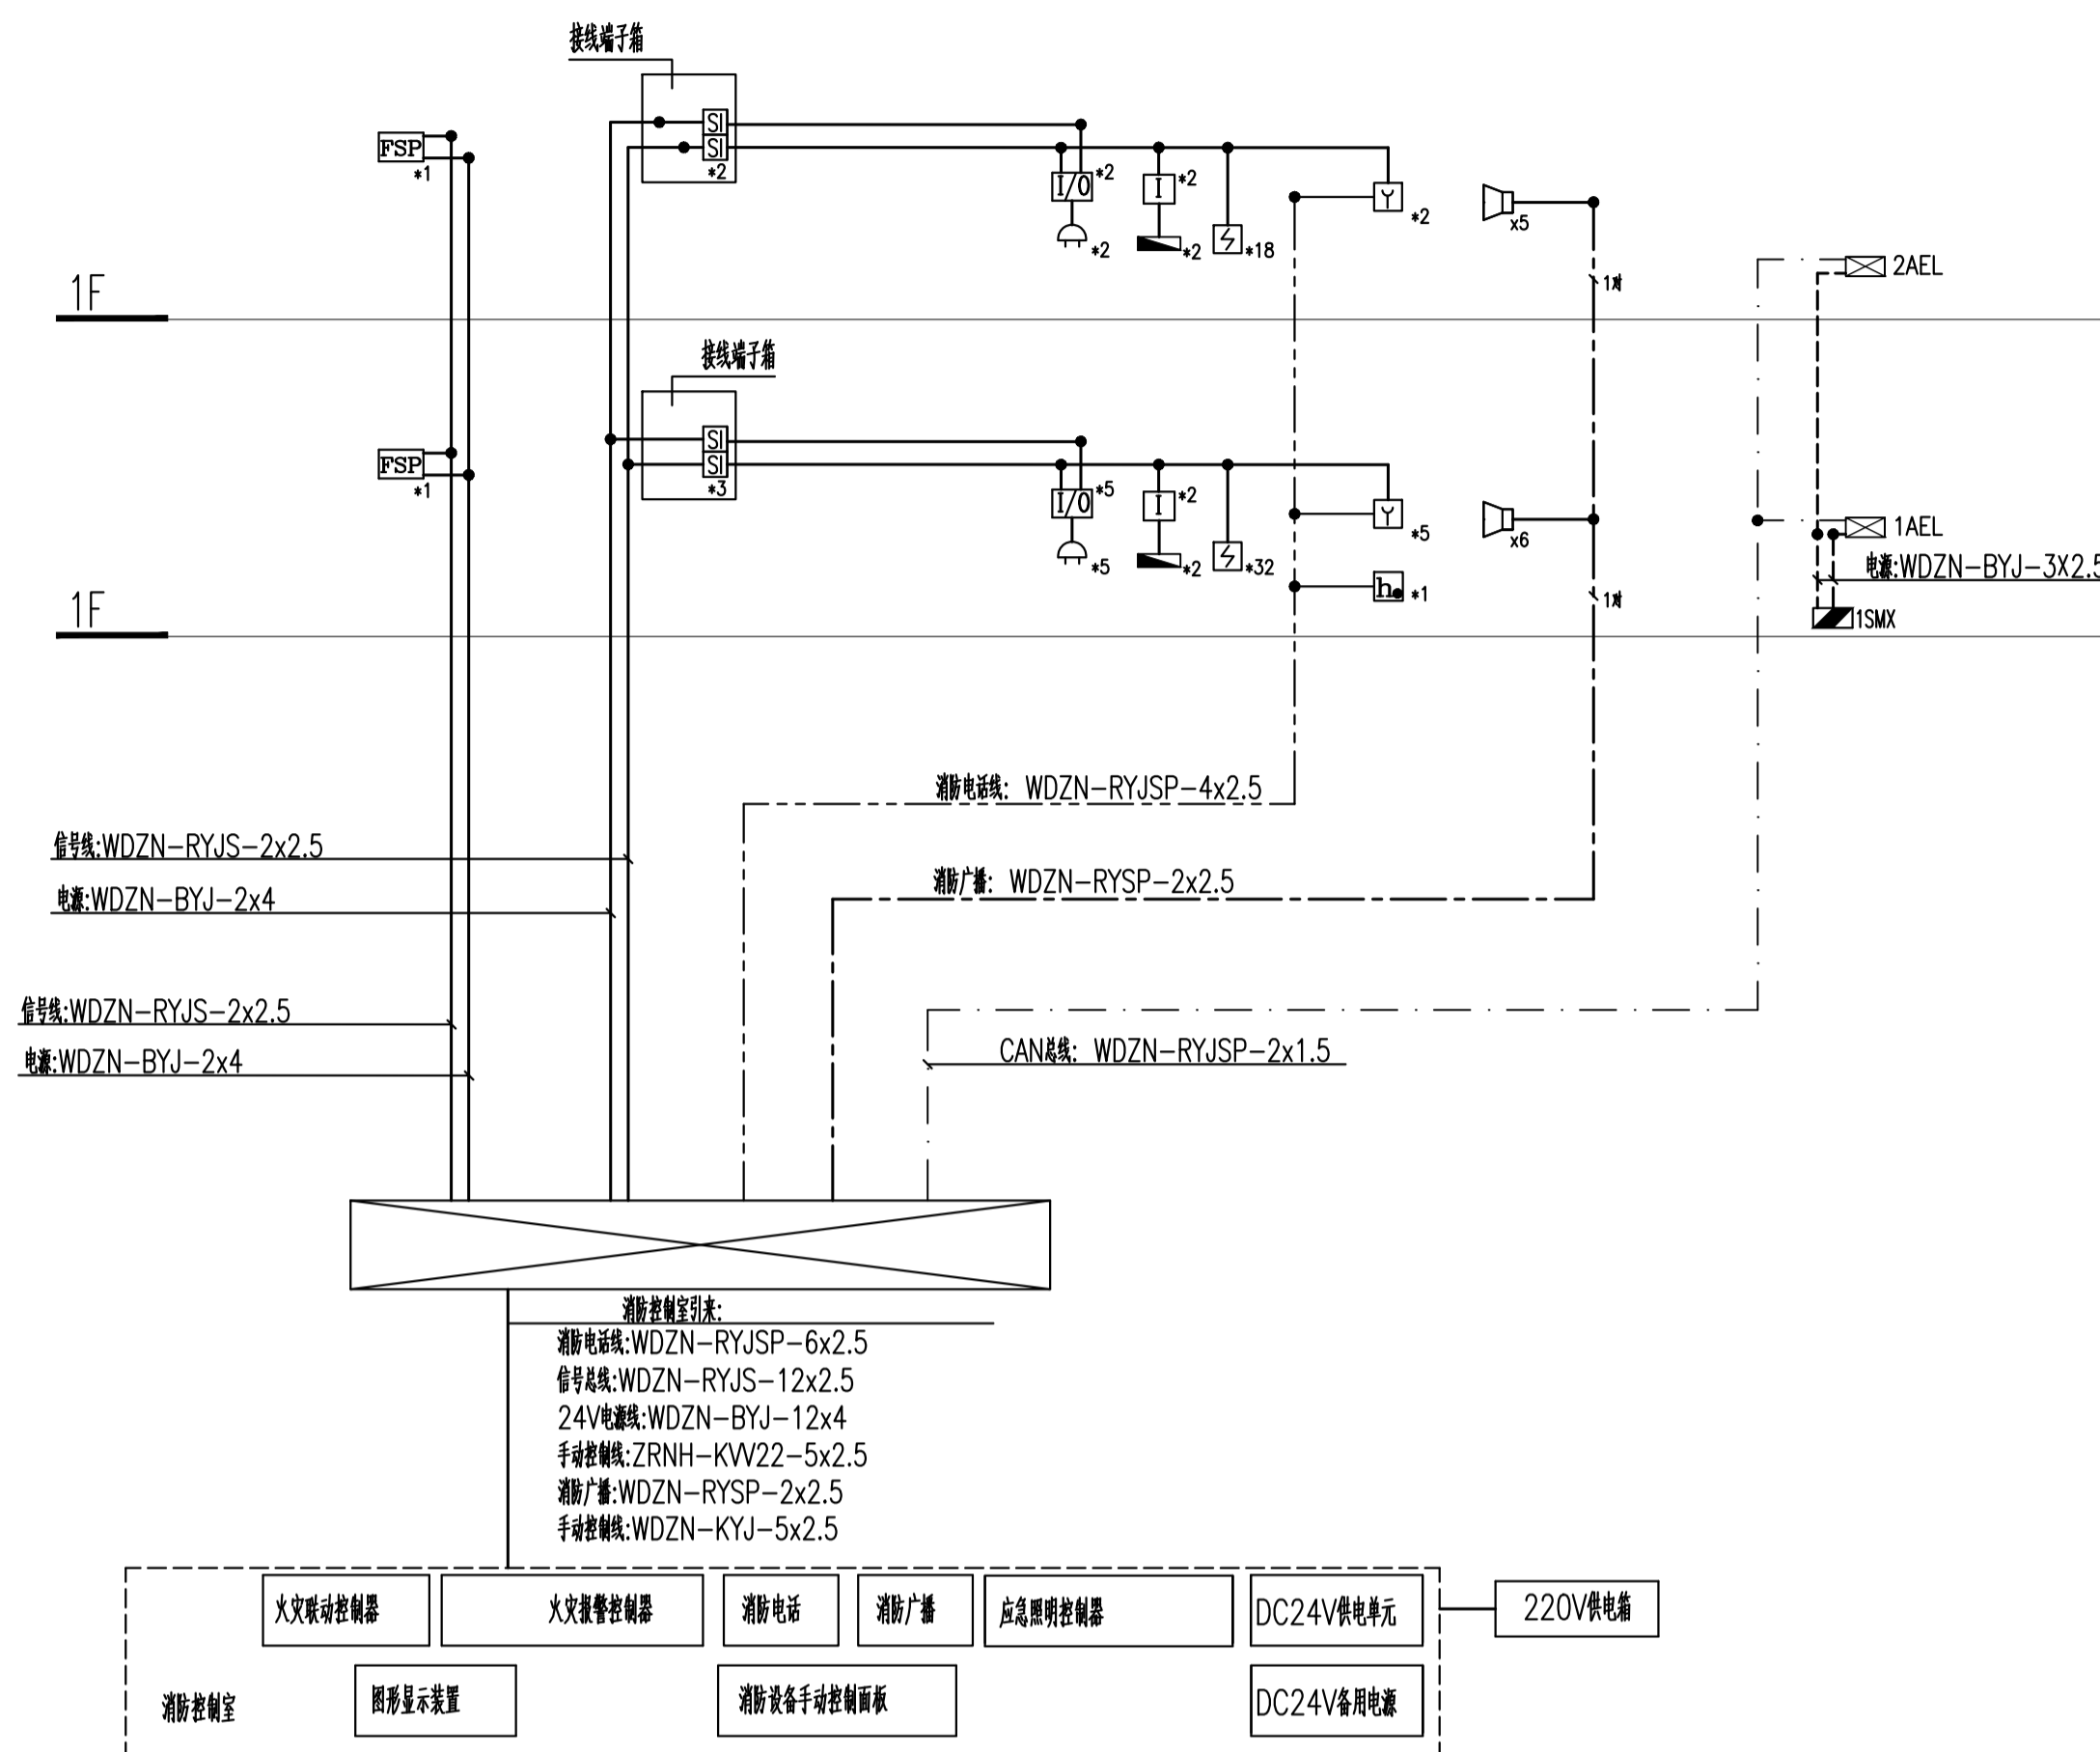 接线端子箱
FSP
*1
SI
SI
*2
I/O
*2
*2
I
*2
*2
*18
Y
*2
x5
1对
2AEL
1F
接线端子箱
FSP
*1
SI
SI
*3
I/O
*5
*5
I
*2
*2
*32
Y
*5
x6
h
*1
1对
1AEL
电源:WDZN-BYJ-3X2.5
1SMX
1F
消防电话线: WDZN-RYJSP-4x2.5
信号线:WDZN-RYJS-2x2.5
消防广播: WDZN-RYSP-2x2.5
电源:WDZN-BYJ-2x4
信号线:WDZN-RYJS-2x2.5
CAN总线: WDZN-RYJSP-2x1.5
电源:WDZN-BYJ-2x4
消防控制室引来:
消防电话线:WDZN-RYJSP-6x2.5
信号总线:WDZN-RYJS-12x2.5
24V电源线:WDZN-BYJ-12x4
手动控制线:ZRNH-KVV22-5x2.5
消防广播:WDZN-RYSP-2x2.5
手动控制线:WDZN-KYJ-5x2.5
火灾联动控制器
火灾报警控制器
消防电话
消防广播
应急照明控制器
DC24V供电单元
220V供电箱
消防控制室
图形显示装置
消防设备手动控制面板
DC24V备用电源